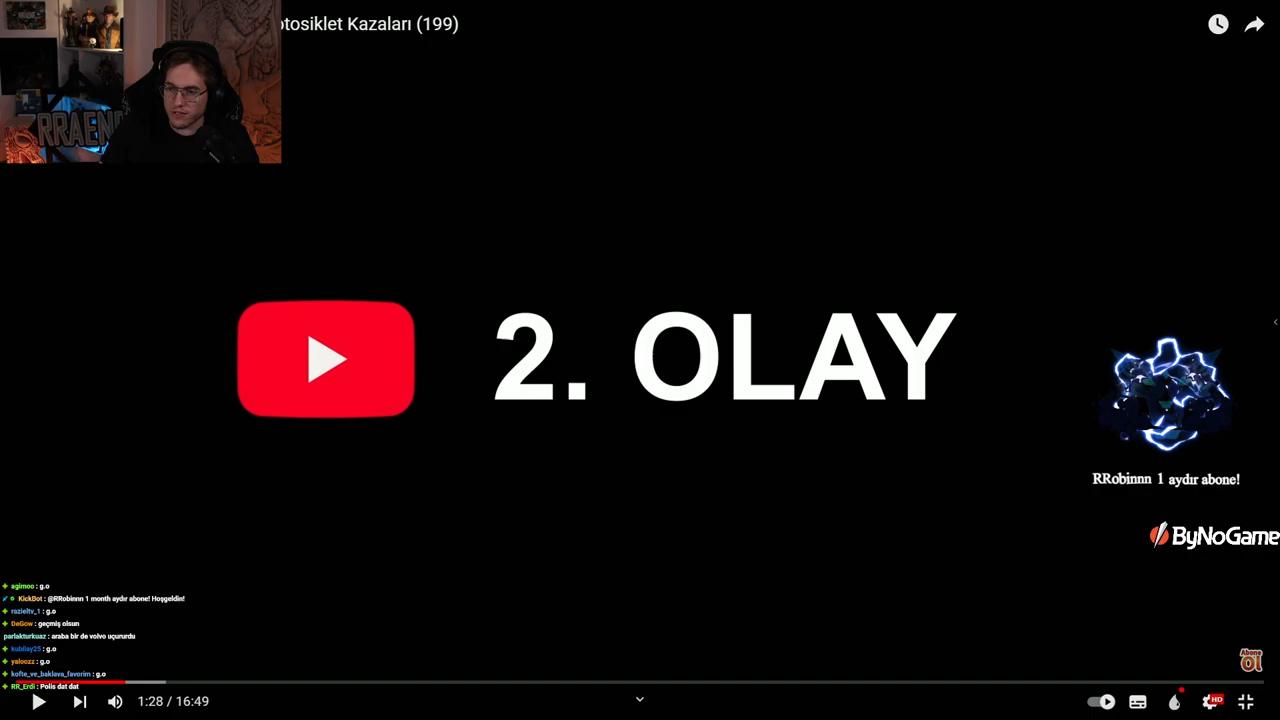 otosiklet Kazaları (199)
RRAEN
2. OLAY
RRobinnn 1 aydır abone!
ByNoGame
agimoo : g.o
KickBot : @RRobinnn 1 month aydır abone! Hoşgeldin!
razieltv_1 : g.o
DeGow : geçmiş olsun
parlakturkuaz : araba bir de volvo uçururdu
kubilay25 : g.o
yaloozz : g.o
kofte_ve_baklava_favorim : g.o
RR_Erdi : Polis dat dat
Abone
Ol
1:28 / 16:49
HD